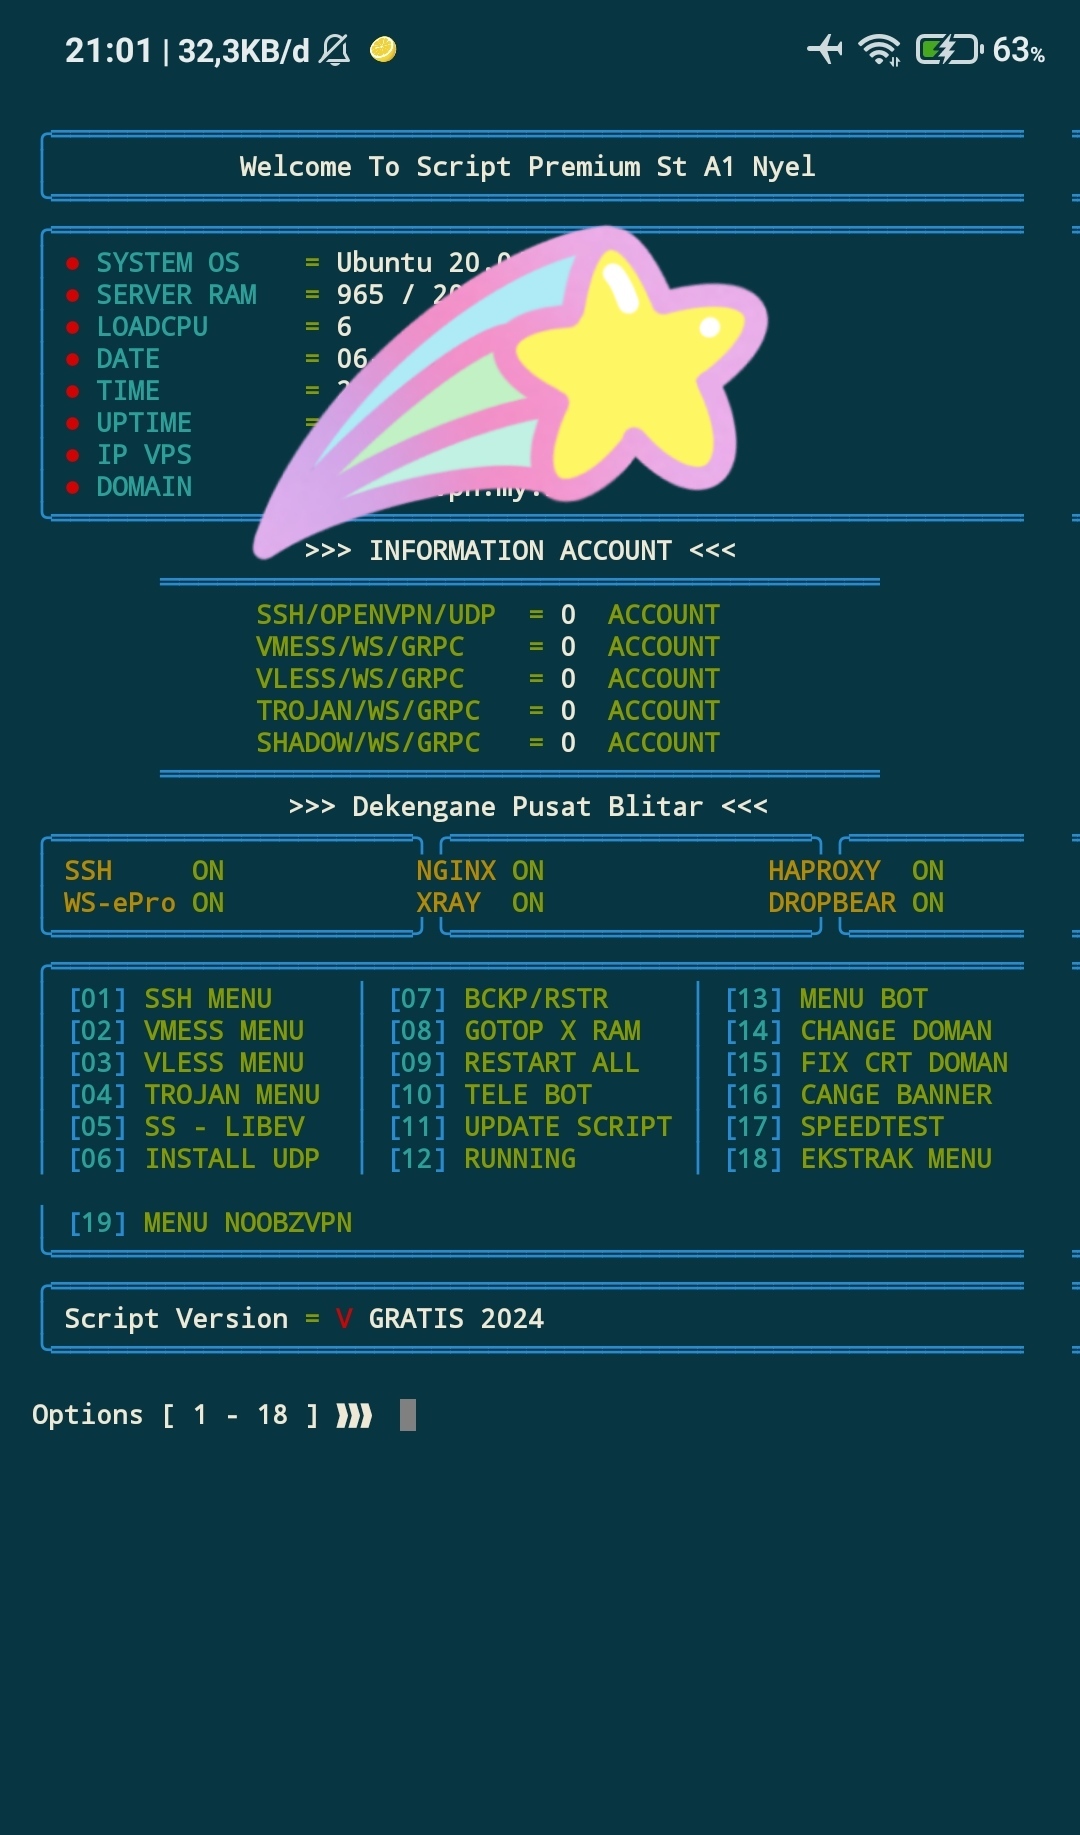 21:01 | 32,3KB/d 63%
Welcome To Script Premium St A1 Nyel
● SYSTEM OS = Ubuntu
● SERVER RAM = 965 /
● LOADCPU = 6
● DATE = 06
● TIME =
● UPTIME =
● IP VPS
● DOMAIN
>>> INFORMATION ACCOUNT <<<
SSH/OPENVPN/UDP = 0 ACCOUNT
VMESS/WS/GRPC = 0 ACCOUNT
VLESS/WS/GRPC = 0 ACCOUNT
TROJAN/WS/GRPC = 0 ACCOUNT
SHADOW/WS/GRPC = 0 ACCOUNT
>>> Dekengane Pusat Blitar <<<
SSH ON NGINX ON HAPROXY ON
WS-ePro ON XRAY ON DROPBEAR ON
[01] SSH MENU [07] BCKP/RSTR [13] MENU BOT
[02] VMESS MENU [08] GOTOP X RAM [14] CHANGE DOMAN
[03] VLESS MENU [09] RESTART ALL [15] FIX CRT DOMAN
[04] TROJAN MENU [10] TELE BOT [16] CANGE BANNER
[05] SS - LIBEV [11] UPDATE SCRIPT [17] SPEEDTEST
[06] INSTALL UDP [12] RUNNING [18] EKSTRAK MENU
[19] MENU NOOBZVPN
Script Version = V GRATIS 2024
Options [ 1 - 18 ] ❱❱❱